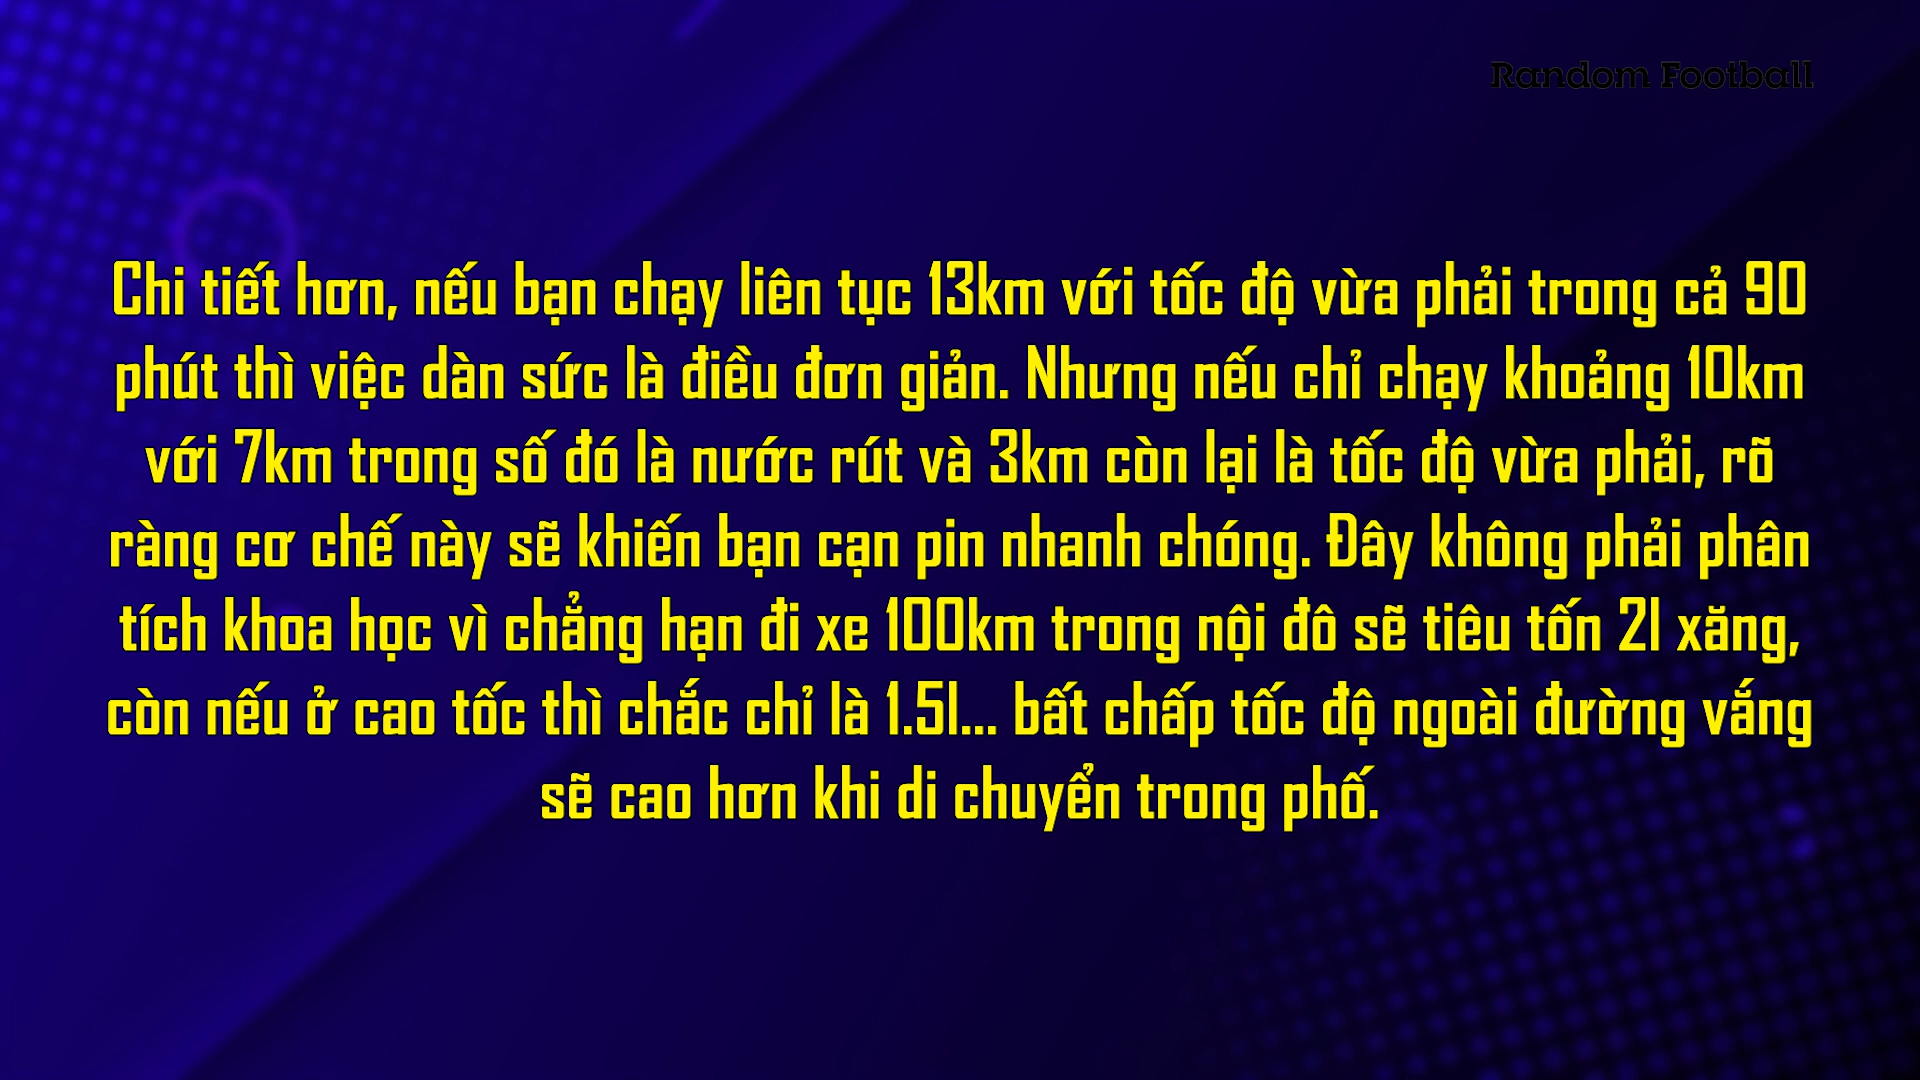 Random Football
Chi tiết hơn, nếu bạn chạy liên tục 13km với tốc độ vừa phải trong cả 90
phút thì việc dàn sức là điều đơn giản. Nhưng nếu chỉ chạy khoảng 10km
với 7km trong số đó là nước rút và 3km còn lại là tốc độ vừa phải, rõ
ràng cơ chế này sẽ khiến bạn cạn pin nhanh chóng. Đây không phải phân
tích khoa học vì chẳng hạn đi xe 100km trong nội đô sẽ tiêu tốn 2l xăng,
còn nếu ở cao tốc thì chắc chỉ là 1.5l... bất chấp tốc độ ngoài đường vắng
sẽ cao hơn khi di chuyển trong phố.